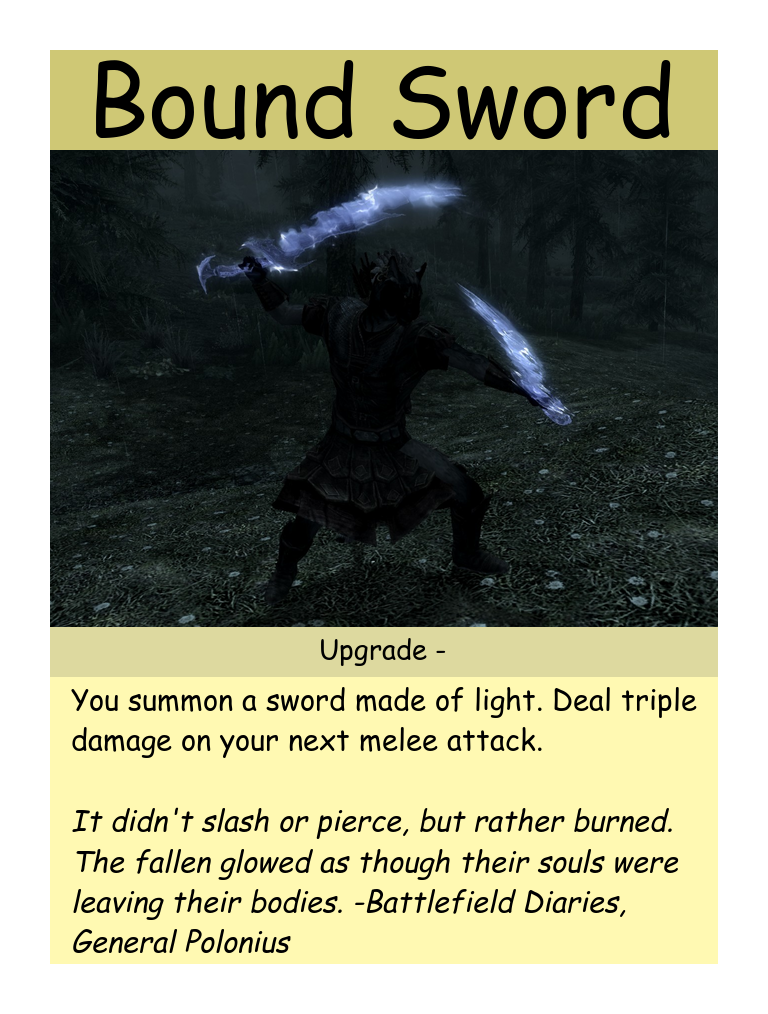 Bound Sword
Upgrade -
You summon a sword made of light. Deal triple
damage on your next melee attack.
It didn't slash or pierce, but rather burned.
The fallen glowed as though their souls were
leaving their bodies. -Battlefield Diaries,
General Polonius